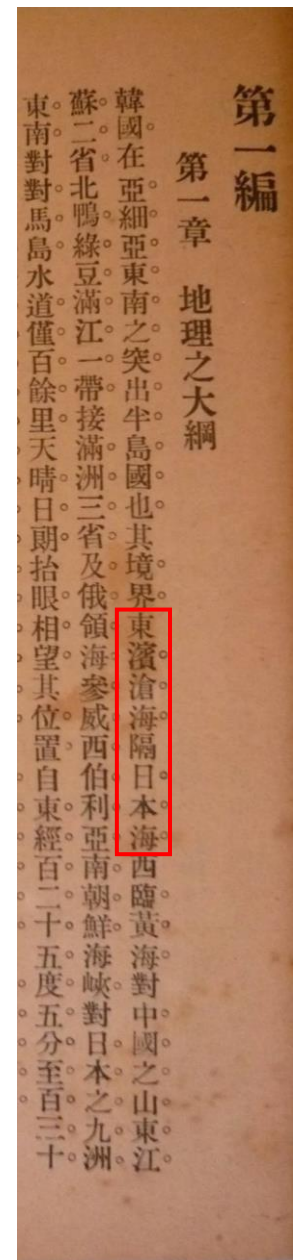 第一編
第一章　地理之大綱
韓國在亞細亞東南之突出半島國也其境界東濱滄海隔日本海西臨黃海對中國之山東江
蘇二省北鴨綠豆滿江一帶接滿洲三省及俄領海參威西伯利亞南朝鮮海峽對日本之九洲
東南對對馬島水道僅百餘里天晴日朗抬眼相望其位置自東經百二十五度五分至百三十